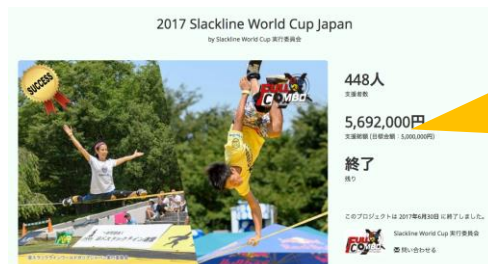 2017 Slackline World Cup Japan
by Slackline World Cup 実行委員会
SUCCESS
FULL COMBO
448人
支援者数
5,692,000円
支援総額 (目標金額 : 5,000,000円)
終了
残り
このプロジェクトは 2017年6月30日 に終了しました。
FULL COMBO
Slackline World Cup 実行委員会
問い合わせる